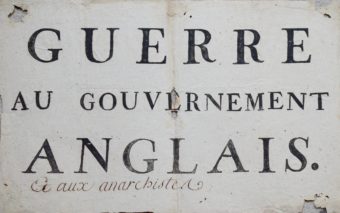 GUERRE
AU GOUVERNEMENT
ANGLAIS.
Et aux anarchistes